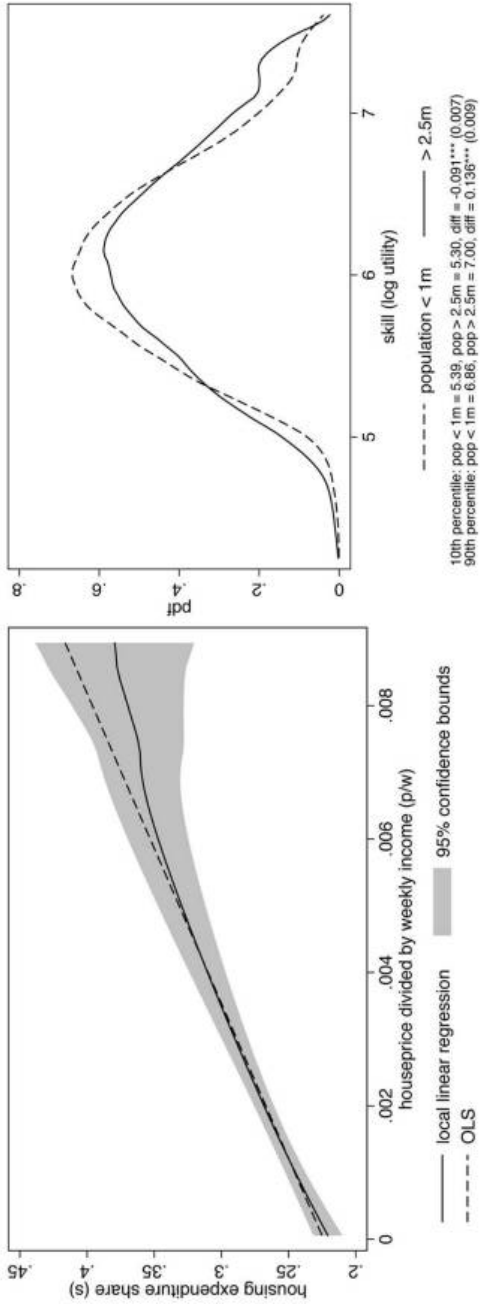 housing expenditure share (s)
.45
.4
.35
.3
.25
.2
0
.002
.004
.006
.008
houseprice divided by weekly income (p/w)
local linear regression
95% confidence bounds
OLS
pdf
.8
.6
.4
.2
0
5
6
7
skill (log utility)
population < 1m
> 2.5m
10th percentile: pop < 1m = 5.39, pop > 2.5m = 5.30, diff = -0.091*** (0.007)
90th percentile: pop < 1m = 6.86, pop > 2.5m = 7.00, diff = 0.136*** (0.009)